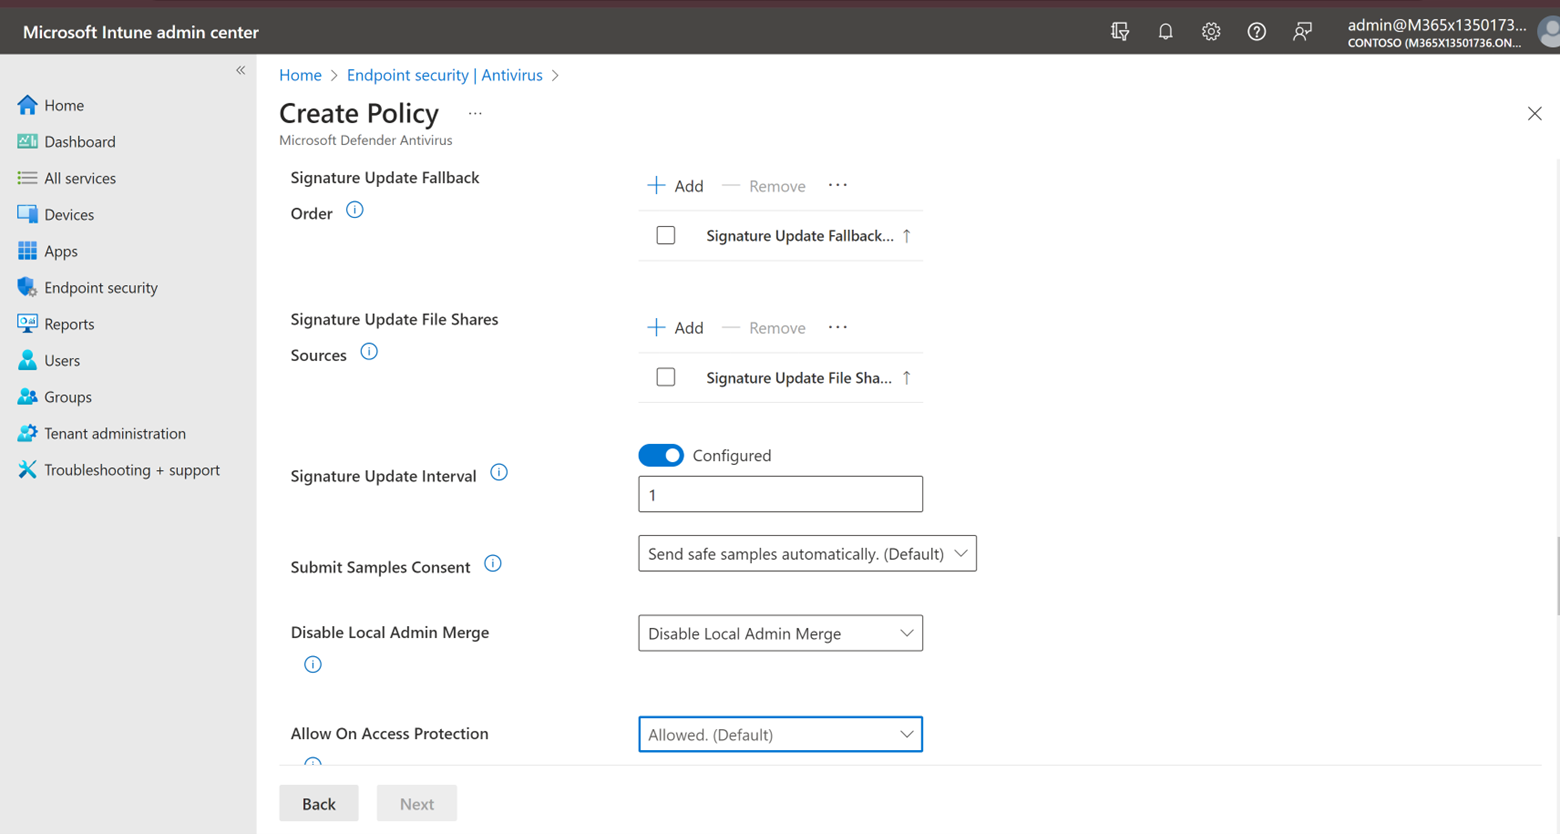 Microsoft Intune admin center
admin@M365x1350173...
CONTOSO (M365X13501736.ON...
Home
Dashboard
All services
Devices
Apps
Endpoint security
Reports
Users
Groups
Tenant administration
Troubleshooting + support
Home > Endpoint security | Antivirus >
Create Policy ...
Microsoft Defender Antivirus
Signature Update Fallback
Order
+ Add — Remove ...
Signature Update Fallback... ↑
Signature Update File Shares
Sources
+ Add — Remove ...
Signature Update File Sha... ↑
Signature Update Interval
Configured
1
Submit Samples Consent
Send safe samples automatically. (Default)
Disable Local Admin Merge
Disable Local Admin Merge
Allow On Access Protection
Allowed. (Default)
Back
Next